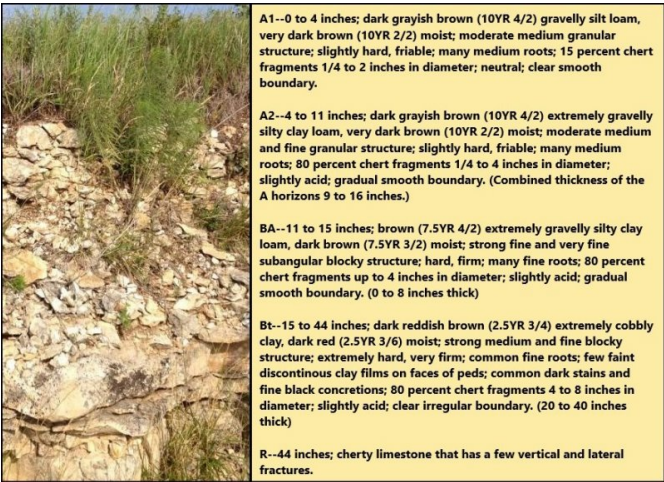 A1--0 to 4 inches; dark grayish brown (10YR 4/2) gravelly silt loam,
very dark brown (10YR 2/2) moist; moderate medium granular
structure; slightly hard, friable; many medium roots; 15 percent chert
fragments 1/4 to 2 inches in diameter; neutral; clear smooth
boundary.
A2--4 to 11 inches; dark grayish brown (10YR 4/2) extremely gravelly
silty clay loam, very dark brown (10YR 2/2) moist; moderate medium
and fine granular structure; slightly hard, friable; many medium
roots; 80 percent chert fragments 1/4 to 4 inches in diameter;
slightly acid; gradual smooth boundary. (Combined thickness of the
A horizons 9 to 16 inches.)
BA--11 to 15 inches; brown (7.5YR 4/2) extremely gravelly silty clay
loam, dark brown (7.5YR 3/2) moist; strong fine and very fine
subangular blocky structure; hard, firm; many fine roots; 80 percent
chert fragments up to 4 inches in diameter; slightly acid; gradual
smooth boundary. (0 to 8 inches thick)
Bt--15 to 44 inches; dark reddish brown (2.5YR 3/4) extremely cobbly
clay, dark red (2.5YR 3/6) moist; strong medium and fine blocky
structure; extremely hard, very firm; common fine roots; few faint
discontinous clay films on faces of peds; common dark stains and
fine black concretions; 80 percent chert fragments 4 to 8 inches in
diameter; slightly acid; clear irregular boundary. (20 to 40 inches
thick)
R--44 inches; cherty limestone that has a few vertical and lateral
fractures.